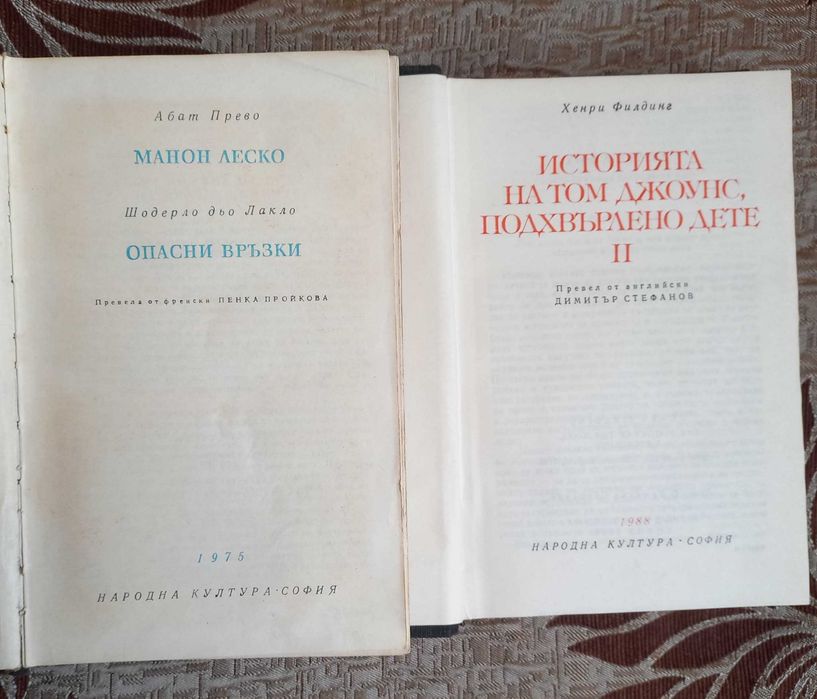 Абат Прево
МАНОН ЛЕСКО
Шодерло дьо Лакло
ОПАСНИ ВРЪЗКИ
Превела от френски ПЕНКА ПРОЙКОВА
1975
НАРОДНА КУЛТУРА · СОФИЯ
Хенри Филдинг
ИСТОРИЯТА
НА ТОМ ДЖОУНС,
ПОДХВЪРЛЕНО ДЕТЕ
II
Превел от английски
ДИМИТЪР СТЕФАНОВ
1988
НАРОДНА КУЛТУРА · СОФИЯ